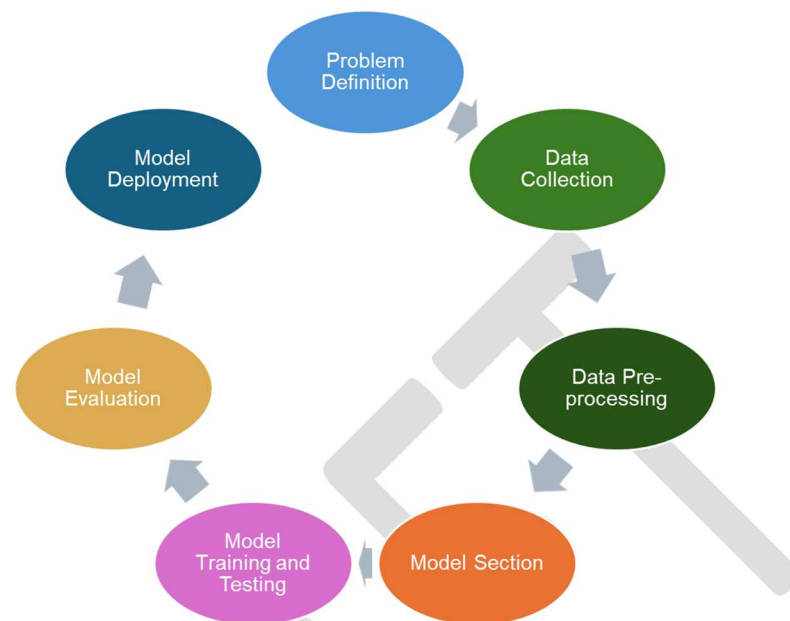 Problem
Definition
Data
Collection
Data Pre-
processing
Model Section
Model
Training and
Testing
Model
Evaluation
Model
Deployment